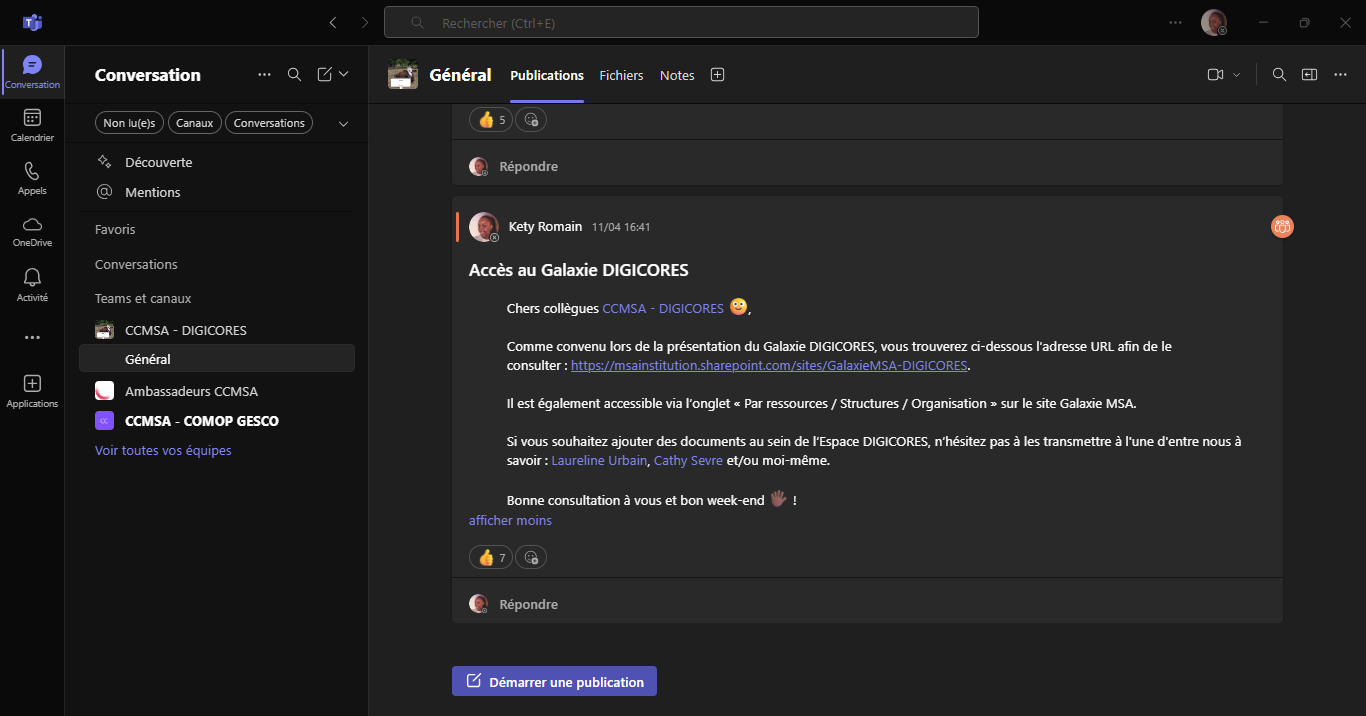 Rechercher (Ctrl+E)
Conversation
Calendrier
Appels
OneDrive
Activité
Applications
Conversation
Non lu(e)s
Canaux
Conversations
Découverte
Mentions
Favoris
Conversations
Teams et canaux
CCMSA - DIGICORES
Général
Ambassadeurs CCMSA
CC
CCMSA - COMOP GESCO
Voir toutes vos équipes
Général
Publications
Fichiers
Notes
5
Répondre
Kety Romain 11/04 16:41
Accès au Galaxie DIGICORES
Chers collègues CCMSA - DIGICORES 😳,
Comme convenu lors de la présentation du Galaxie DIGICORES, vous trouverez ci-dessous l'adresse URL afin de le
consulter : https://msainstitution.sharepoint.com/sites/GalaxieMSA-DIGICORES.
Il est également accessible via l'onglet « Par ressources / Structures / Organisation » sur le site Galaxie MSA.
Si vous souhaitez ajouter des documents au sein de l'Espace DIGICORES, n'hésitez pas à les transmettre à l'une d'entre nous à
savoir : Laureline Urbain, Cathy Sevre et/ou moi-même.
Bonne consultation à vous et bon week-end 👋🏿 !
afficher moins
7
Répondre
Démarrer une publication